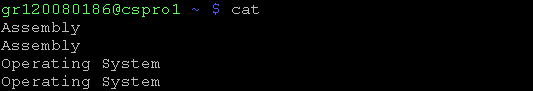 gr120080186@cspro1 ~ $ cat
Assembly
Assembly
Operating System
Operating System